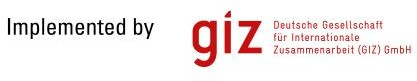 Implemented by
giz
Deutsche Gesellschaft
für Internationale
Zusammenarbeit (GIZ) GmbH